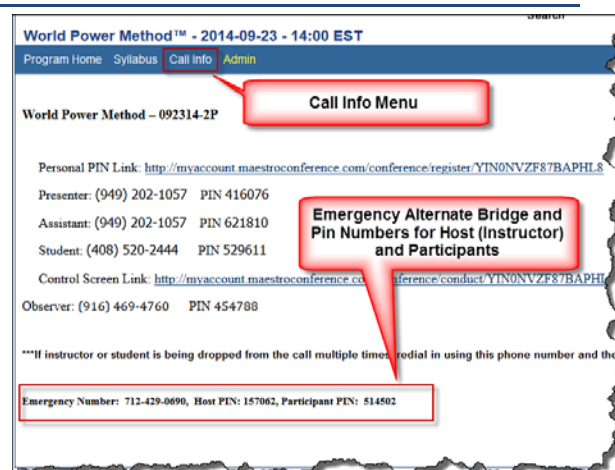 Search
World Power Method™ - 2014-09-23 - 14:00 EST
Program Home Syllabus Call Info Admin
Call Info Menu
World Power Method – 092314-2P
Personal PIN Link: http://myaccount.maestroconference.com/conference/register/YIN0NVZF87BAPHL8
Presenter: (949) 202-1057 PIN 416076
Assistant: (949) 202-1057 PIN 621810
Emergency Alternate Bridge and
Pin Numbers for Host (Instructor)
and Participants
Student: (408) 520-2444 PIN 529611
Control Screen Link: http://myaccount.maestroconference.co ference/conduct/YIN0NVZF87BAPHL
Observer: (916) 469-4760 PIN 454788
***If instructor or student is being dropped from the call multiple times redial in using this phone number and the
Emergency Number: 712-429-0690, Host PIN: 157062, Participant PIN: 514502